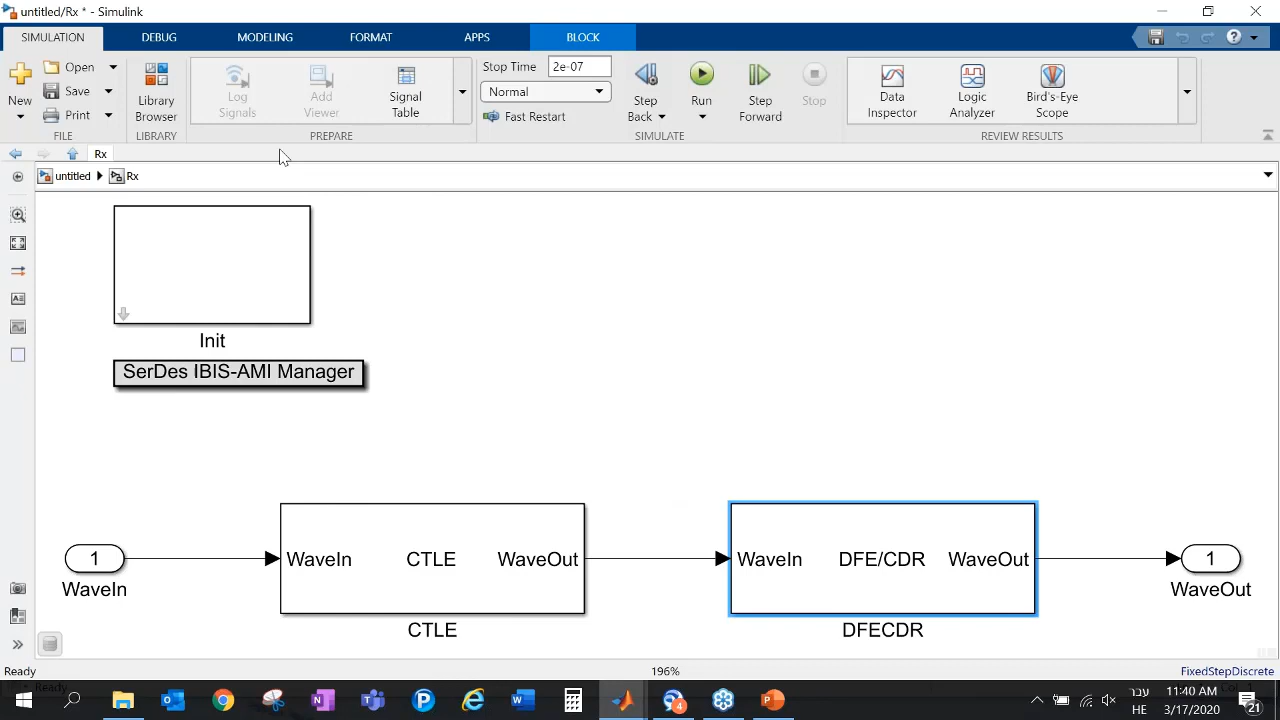 untitled/Rx * - Simulink
SIMULATION DEBUG MODELING FORMAT APPS BLOCK
New
Open
Save
Print
FILE
Library Browser
LIBRARY
Log Signals
Add Viewer
Signal Table
PREPARE
Stop Time 2e-07
Normal
Fast Restart
Step Back
Run
Step Forward
Stop
SIMULATE
Data Inspector
Logic Analyzer
Bird's-Eye Scope
REVIEW RESULTS
Rx
untitled Rx
Init
SerDes IBIS-AMI Manager
1
WaveIn
WaveIn CTLE WaveOut
CTLE
WaveIn DFE/CDR WaveOut
DFECDR
1
WaveOut
Ready 196% FixedStepDiscrete
Ready
4
עבר
HE
11:40 AM
3/17/2020
21